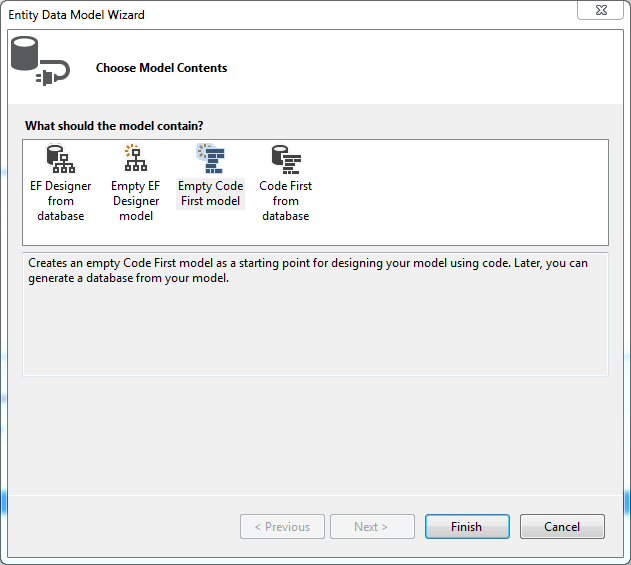 Entity Data Model Wizard
Choose Model Contents
What should the model contain?
EF Designer
from
database
Empty EF
Designer
model
Empty Code
First model
Code First
from
database
Creates an empty Code First model as a starting point for designing your model using code. Later, you can
generate a database from your model.
< Previous
Next >
Finish
Cancel